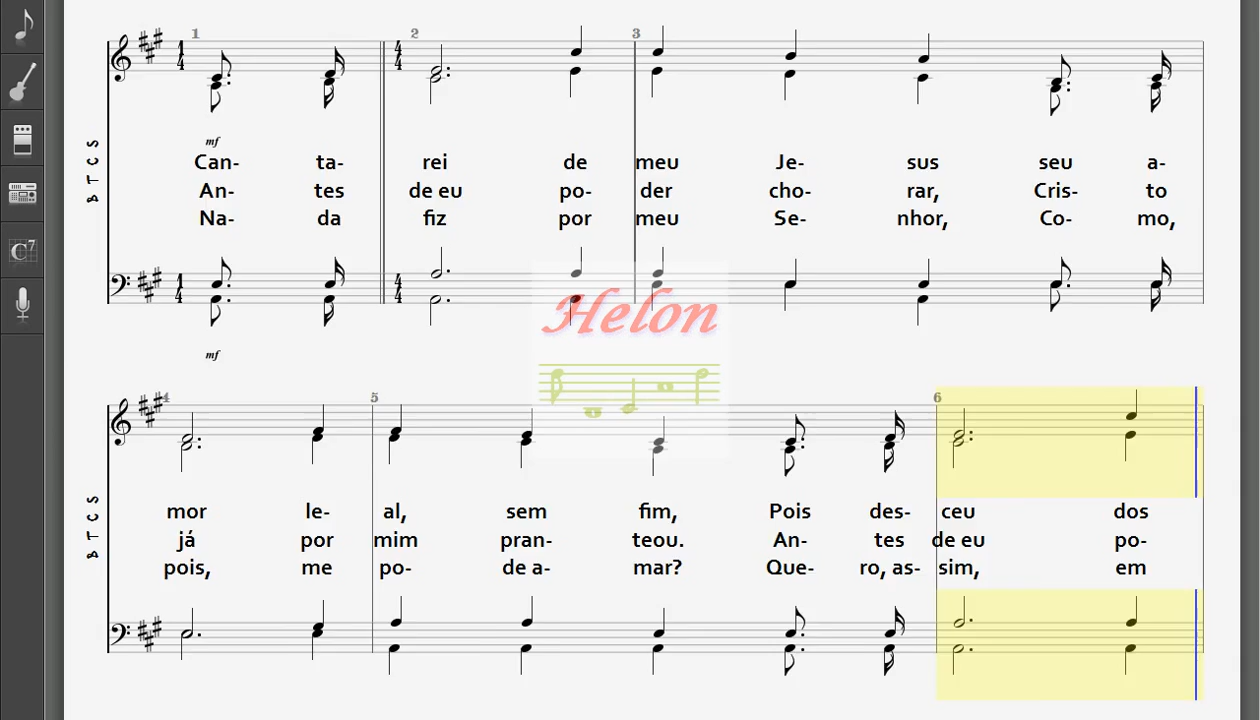 1 2 3
mf
Can- ta- rei de meu Je- sus seu a-
An- tes de eu po- der cho- rar, Cris- to
Na- da fiz por meu Se- nhor, Co- mo,
A T C S
1 4 4 4
mf
Helon
4 5 6
mor le- al, sem fim, Pois des- ceu dos
já por mim pran- teou. An- tes de eu po-
pois, me po- de a- mar? Que- ro, as- sim, em
A T C S
C7